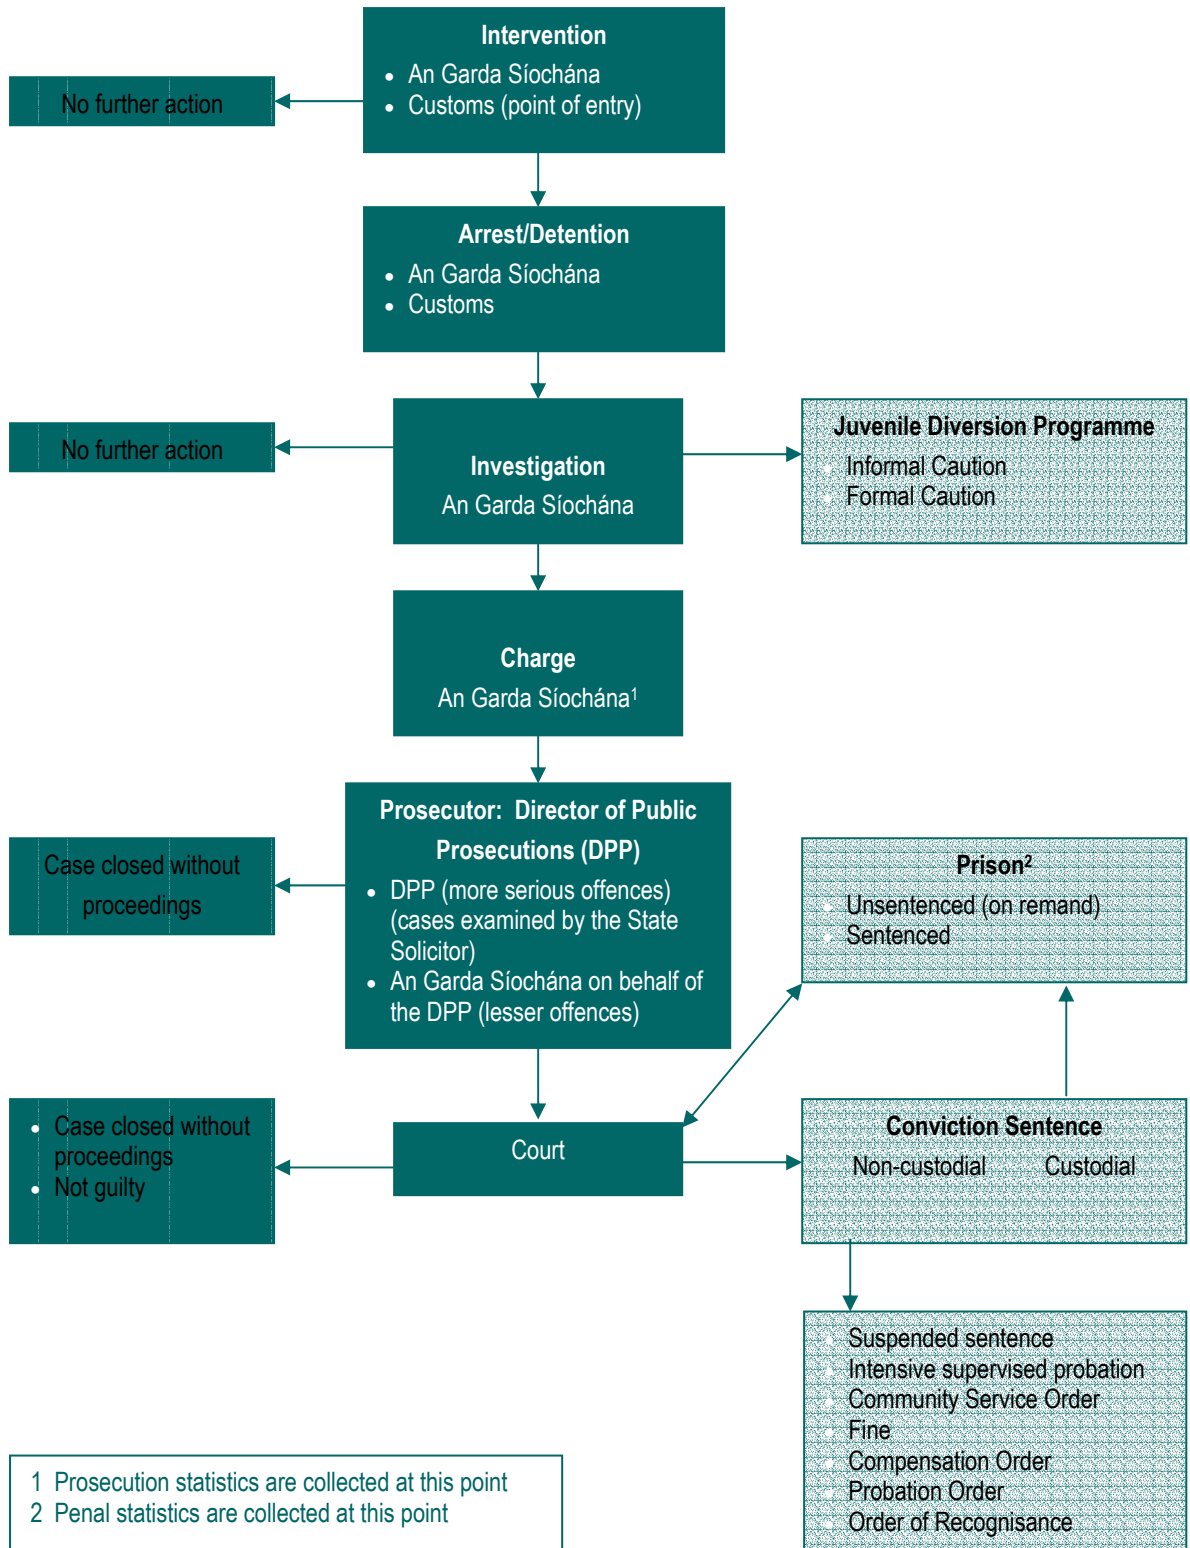 Intervention
• An Garda Síochána
• Customs (point of entry)
No further action
Arrest/Detention
• An Garda Síochána
• Customs
No further action
Investigation
An Garda Síochána
Juvenile Diversion Programme
• Informal Caution
• Formal Caution
Charge
An Garda Síochána¹
Prosecutor: Director of Public
Prosecutions (DPP)
• DPP (more serious offences)
(cases examined by the State
Solicitor)
• An Garda Síochána on behalf of
the DPP (lesser offences)
Case closed without
proceedings
Prison²
• Unsentenced (on remand)
• Sentenced
• Case closed without
proceedings
• Not guilty
Court
Conviction Sentence
Non-custodial Custodial
• Suspended sentence
• Intensive supervised probation
• Community Service Order
• Fine
• Compensation Order
• Probation Order
• Order of Recognisance
1 Prosecution statistics are collected at this point
2 Penal statistics are collected at this point